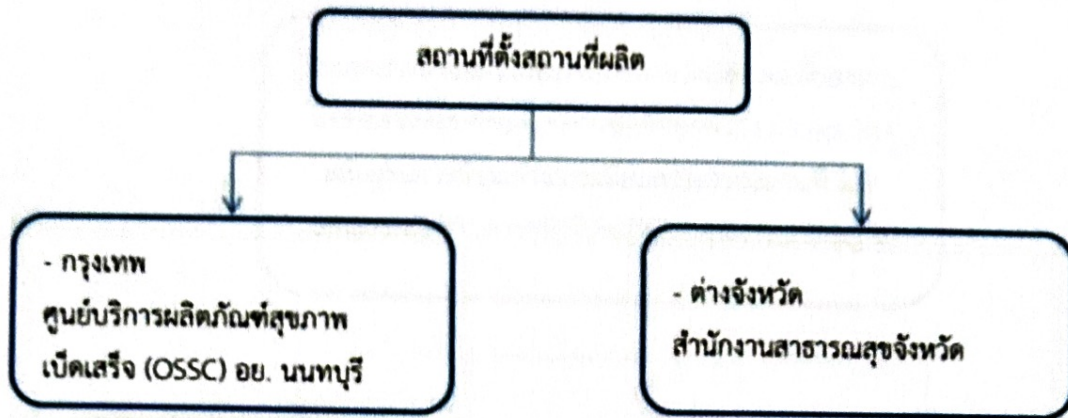 สถานที่ตั้งสถานที่ผลิต
- กรุงเทพ
ศูนย์บริการผลิตภัณฑ์สุขภาพ
เบ็ดเสร็จ (OSSC) อย. นนทบุรี
- ต่างจังหวัด
สำนักงานสาธารณสุขจังหวัด